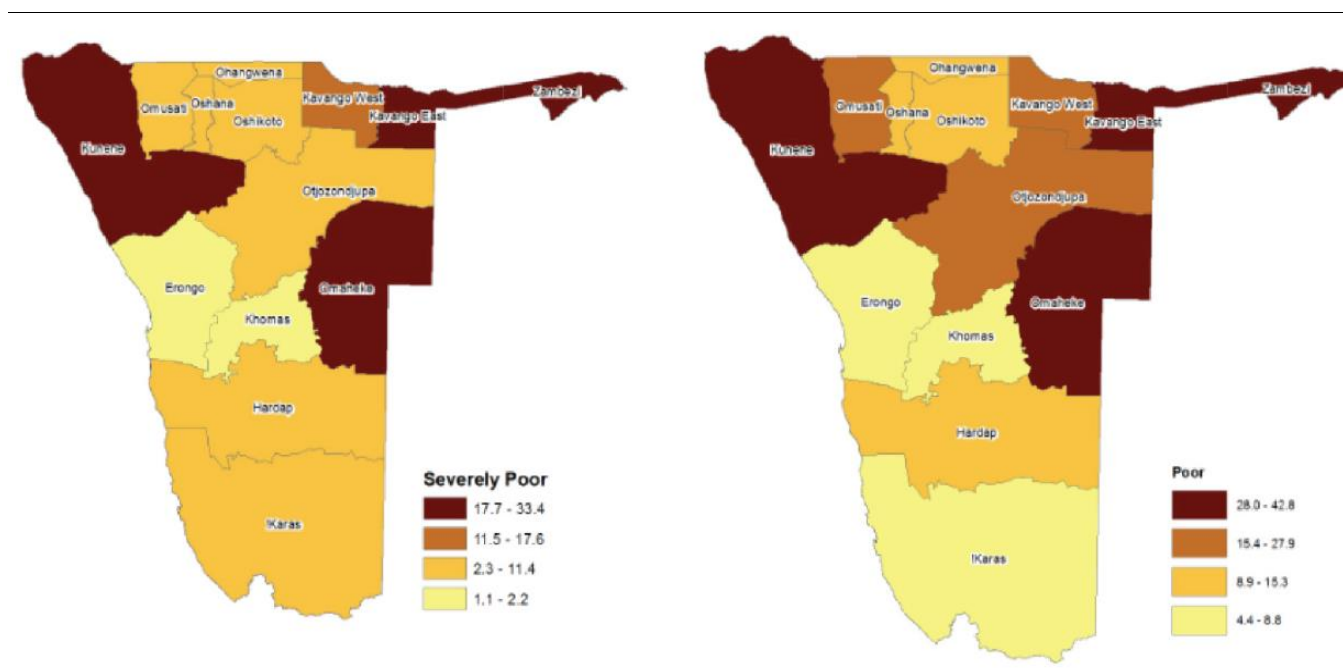 Ohangwena
Omusati
Oshana
Oshikoto
Kavango West
Kavango East
Zambezi
Kunene
Otjozondjupa
Erongo
Omaheke
Khomas
Hardap
!Karas
Severely Poor
17.7 - 33.4
11.5 - 17.6
2.3 - 11.4
1.1 - 2.2
Ohangwena
Omusati
Oshana
Oshikoto
Kavango West
Kavango East
Zambezi
Kunene
Otjozondjupa
Erongo
Omaheke
Khomas
Hardap
!Karas
Poor
28.0 - 42.8
15.4 - 27.9
8.9 - 15.3
4.4 - 8.8